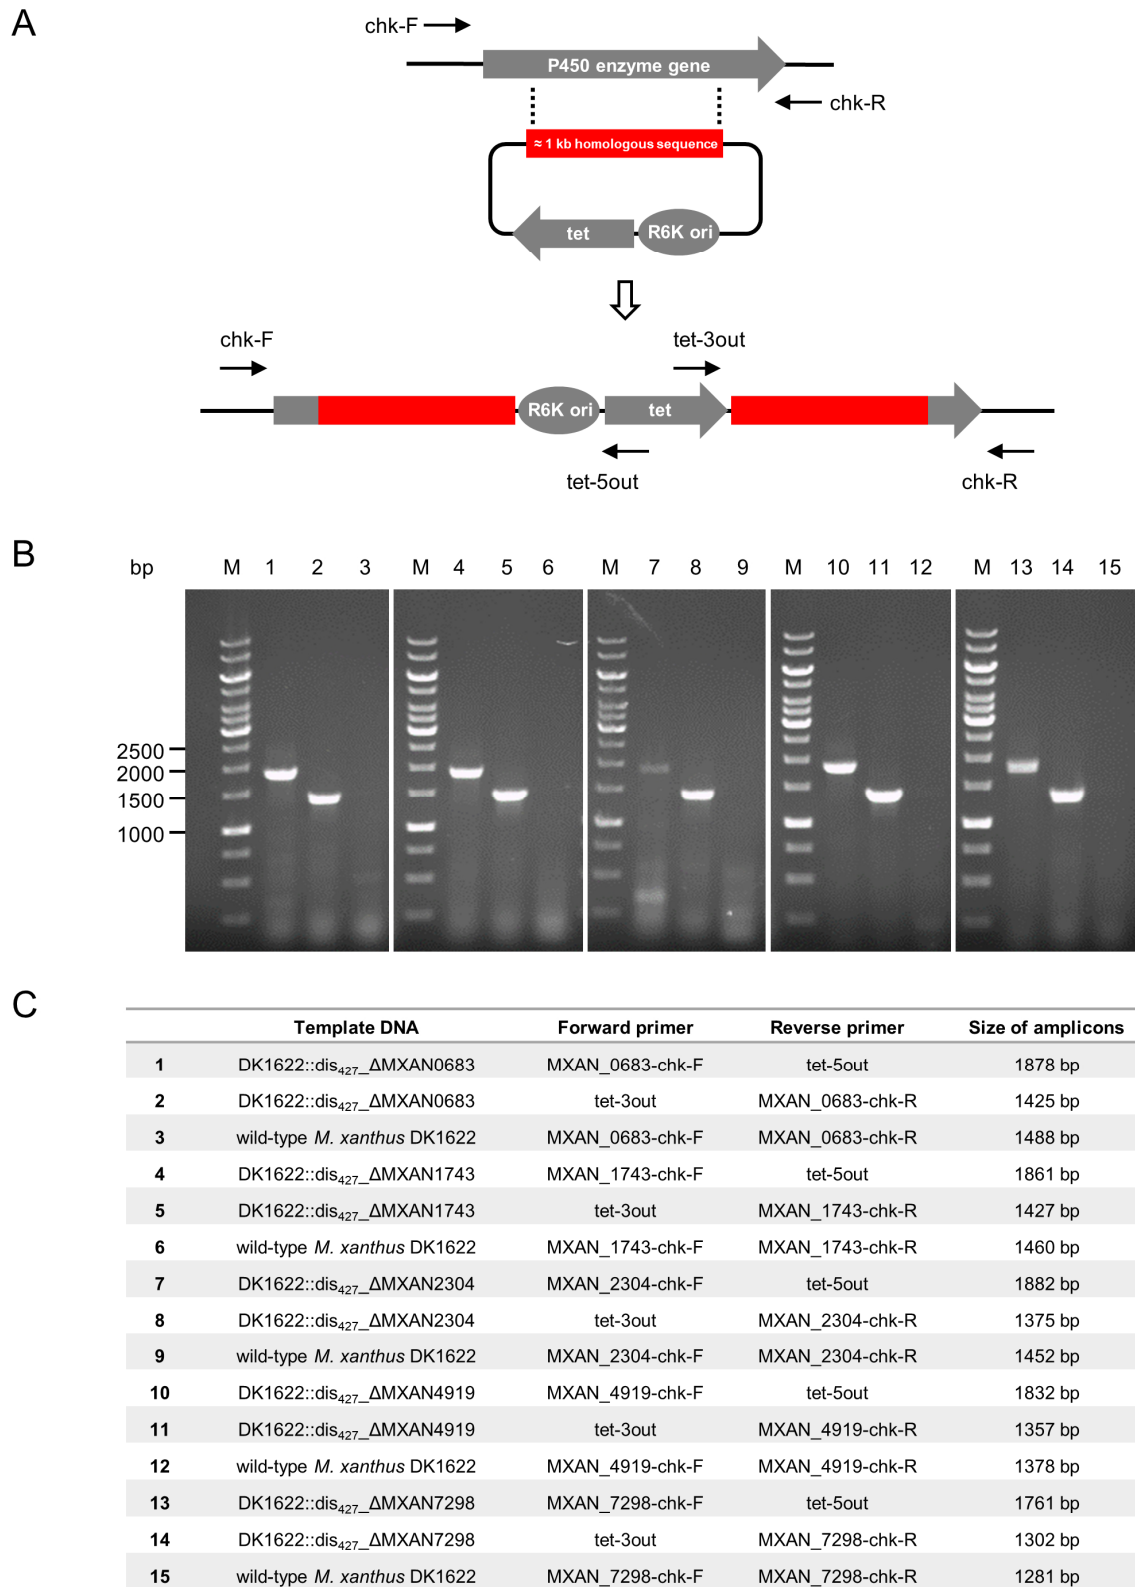 A
chk-F
P450 enzyme gene
chk-R
≈ 1 kb homologous sequence
tet
R6K ori
chk-F
tet-3out
R6K ori
tet
tet-5out
chk-R
B
bp M 1 2 3 M 4 5 6 M 7 8 9 M 10 11 12 M 13 14 15
2500
2000
1500
1000
C
Template DNA Forward primer Reverse primer Size of amplicons
1 DK1622::dis427_ΔMXAN0683 MXAN_0683-chk-F tet-5out 1878 bp
2 DK1622::dis427_ΔMXAN0683 tet-3out MXAN_0683-chk-R 1425 bp
3 wild-type M. xanthus DK1622 MXAN_0683-chk-F MXAN_0683-chk-R 1488 bp
4 DK1622::dis427_ΔMXAN1743 MXAN_1743-chk-F tet-5out 1861 bp
5 DK1622::dis427_ΔMXAN1743 tet-3out MXAN_1743-chk-R 1427 bp
6 wild-type M. xanthus DK1622 MXAN_1743-chk-F MXAN_1743-chk-R 1460 bp
7 DK1622::dis427_ΔMXAN2304 MXAN_2304-chk-F tet-5out 1882 bp
8 DK1622::dis427_ΔMXAN2304 tet-3out MXAN_2304-chk-R 1375 bp
9 wild-type M. xanthus DK1622 MXAN_2304-chk-F MXAN_2304-chk-R 1452 bp
10 DK1622::dis427_ΔMXAN4919 MXAN_4919-chk-F tet-5out 1832 bp
11 DK1622::dis427_ΔMXAN4919 tet-3out MXAN_4919-chk-R 1357 bp
12 wild-type M. xanthus DK1622 MXAN_4919-chk-F MXAN_4919-chk-R 1378 bp
13 DK1622::dis427_ΔMXAN7298 MXAN_7298-chk-F tet-5out 1761 bp
14 DK1622::dis427_ΔMXAN7298 tet-3out MXAN_7298-chk-R 1302 bp
15 wild-type M. xanthus DK1622 MXAN_7298-chk-F MXAN_7298-chk-R 1281 bp